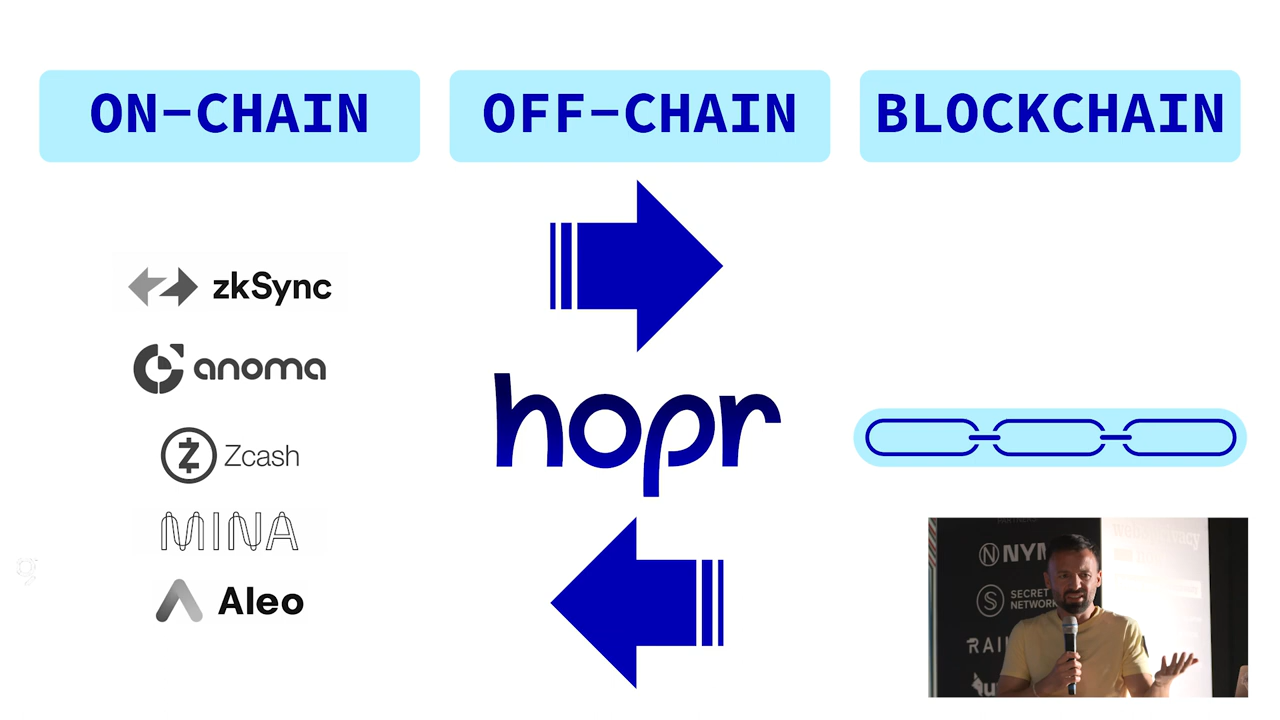 ON-CHAIN
OFF-CHAIN
BLOCKCHAIN
zkSync
anoma
Zcash
MINA
Aleo
hopr
NYM
SECRET
NETWORK